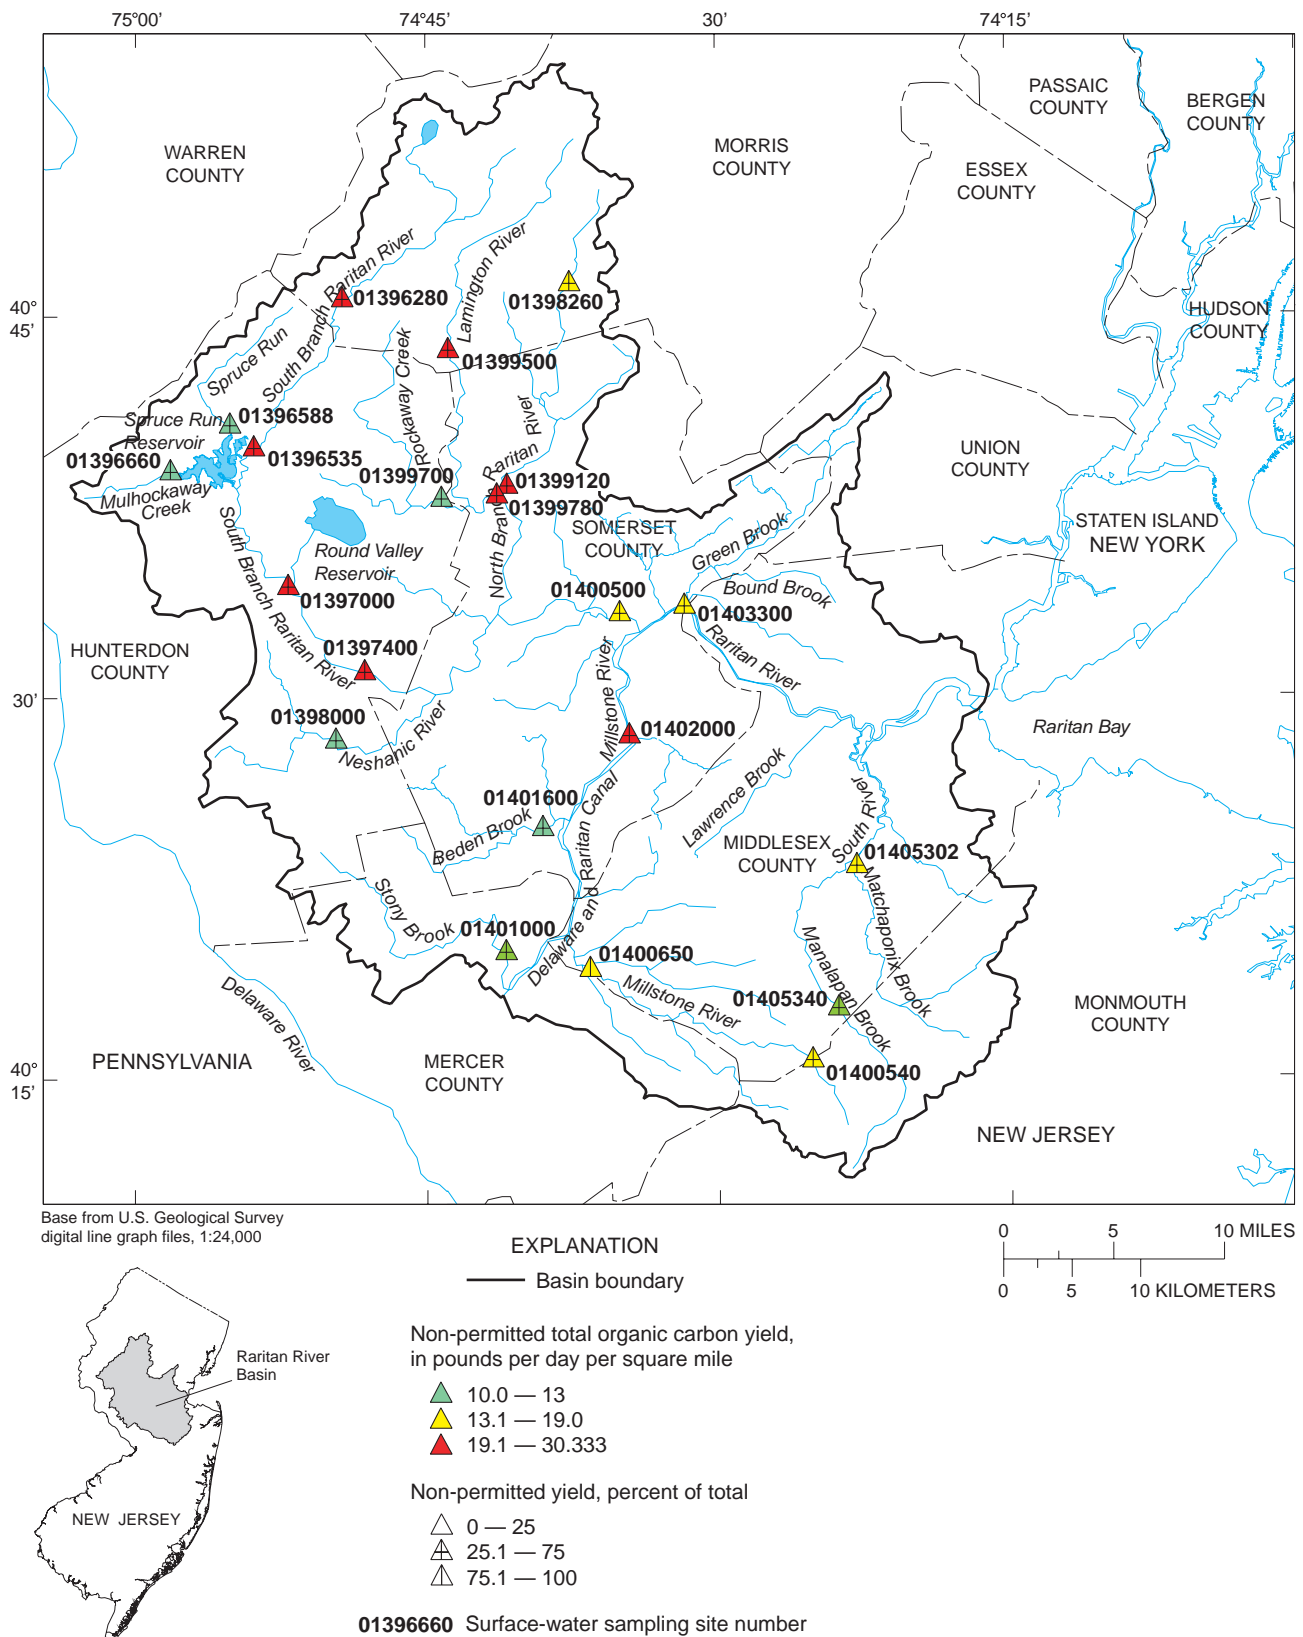 75°00'
74°45'
30'
74°15'
PASSAIC
COUNTY
BERGEN
COUNTY
WARREN
COUNTY
MORRIS
COUNTY
ESSEX
COUNTY
South Branch Raritan River
Lamington River
01396280
01398260
40°
45'
HUDSON
COUNTY
Spruce Run
Rockaway Creek
01399500
01396588
Spruce Run
Reservoir
01396660
01396535
Mulhockaway
Creek
01399700
North Branch Raritan River
01399120
01399780
UNION
COUNTY
SOMERSET
COUNTY
Green Brook
STATEN ISLAND
NEW YORK
Round Valley
Reservoir
South Branch Raritan River
01397000
01400500
Bound Brook
01403300
Raritan River
HUNTERDON
COUNTY
01397400
Millstone River
30'
01398000
Neshanic River
01402000
Raritan Bay
01401600
Beden Brook
Lawrence Brook
South River
MIDDLESEX
COUNTY
01405302
Delaware and Raritan Canal
Stony Brook
Matchaponix Brook
01401000
01400650
Manalapan Brook
Millstone River
01405340
MONMOUTH
COUNTY
Delaware River
PENNSYLVANIA
MERCER
COUNTY
01400540
40°
15'
NEW JERSEY
Base from U.S. Geological Survey
digital line graph files, 1:24,000
0 5 10 MILES
0 5 10 KILOMETERS
EXPLANATION
Basin boundary
Non-permitted total organic carbon yield,
in pounds per day per square mile
10.0 — 13
13.1 — 19.0
19.1 — 30.333
Non-permitted yield, percent of total
0 — 25
25.1 — 75
75.1 — 100
01396660 Surface-water sampling site number
Raritan River
Basin
NEW JERSEY